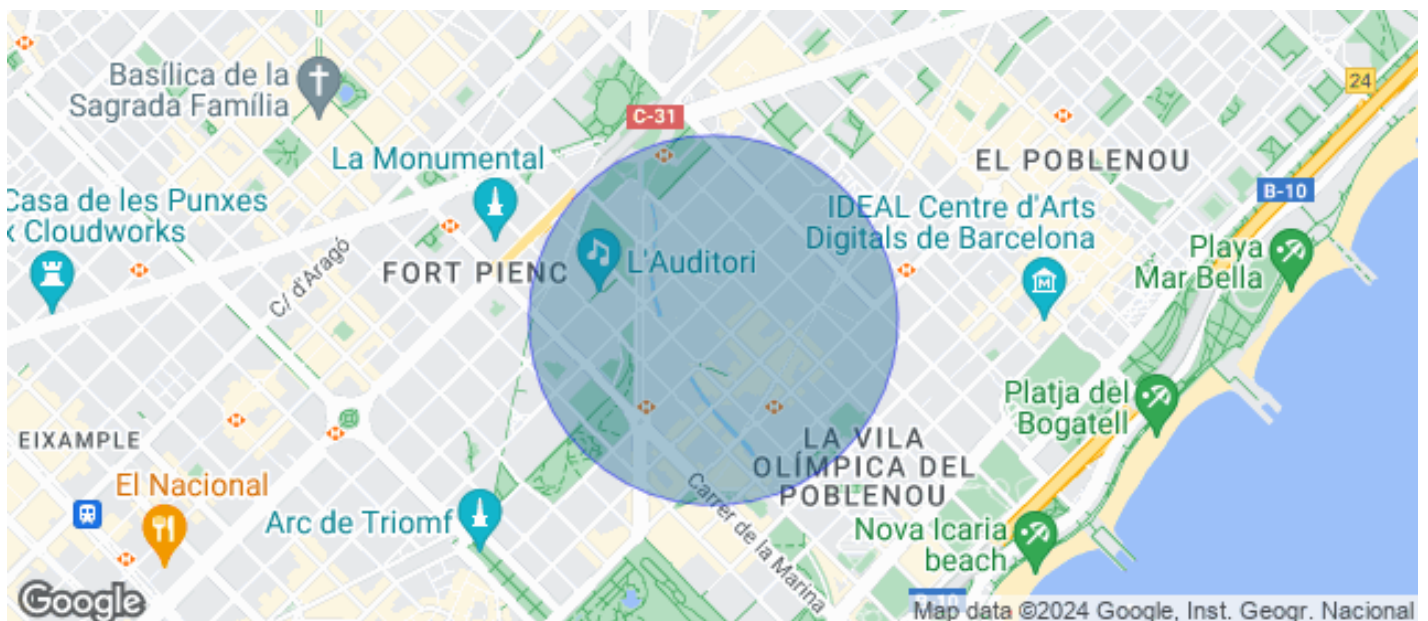 Basílica de la
Sagrada Família
C-31
24
La Monumental
EL POBLENOU
B-10
Casa de les Punxes
x Cloudworks
IDEAL Centre d'Arts
Digitals de Barcelona
Playa
Mar Bella
C/ d'Aragó
FORT PIENC
L'Auditori
M
Platja del
Bogatell
EIXAMPLE
LA VILA
OLÍMPICA DEL
POBLENOU
El Nacional
Arc de Triomf
Carrer de la Marina
Nova Icaria
beach
Google
B-10
Map data ©2024 Google, Inst. Geogr. Nacional